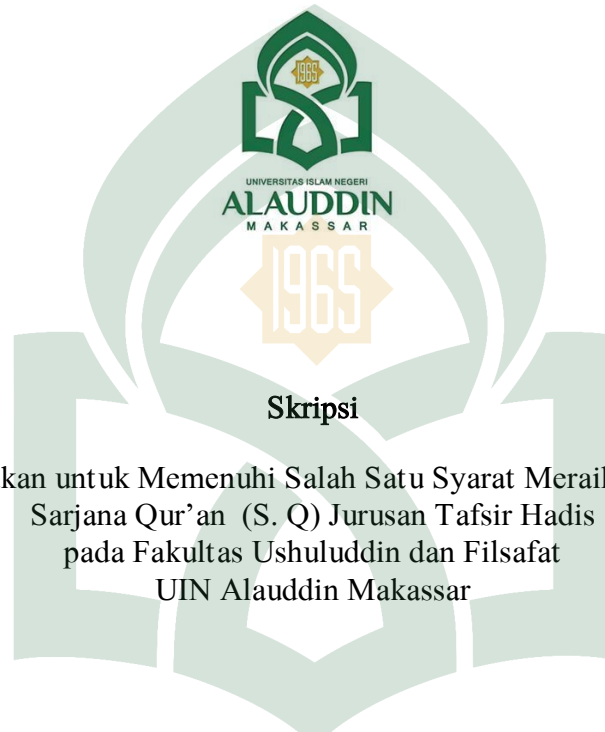 1965
UNIVERSITAS ISLAM NEGERI
ALAUDDIN
MAKASSAR
1965
Skripsi
kan untuk Memenuhi Salah Satu Syarat Meraih
Sarjana Qur’an (S. Q) Jurusan Tafsir Hadis
pada Fakultas Ushuluddin dan Filsafat
UIN Alauddin Makassar